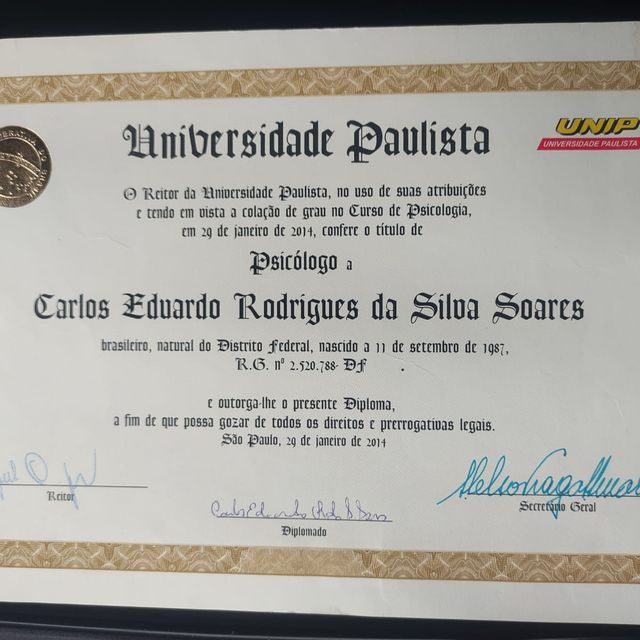 UNIP
UNIVERSIDADE PAULISTA
Universidade Paulista
O Reitor da Universidade Paulista, no uso de suas atribuições
e tendo em vista a colação de grau no Curso de Psicologia,
em 29 de janeiro de 2014, confere o título de
Psicólogo a
Carlos Eduardo Rodrigues da Silva Soares
brasileiro, natural do Distrito Federal, nascido a 11 de setembro de 1987,
R.G. nº 2.520.788- DF .
e outorga-lhe o presente Diploma,
a fim de que possa gozar de todos os direitos e prerrogativas legais.
São Paulo, 29 de janeiro de 2014
Reitor
Diplomado
Secretário Geral